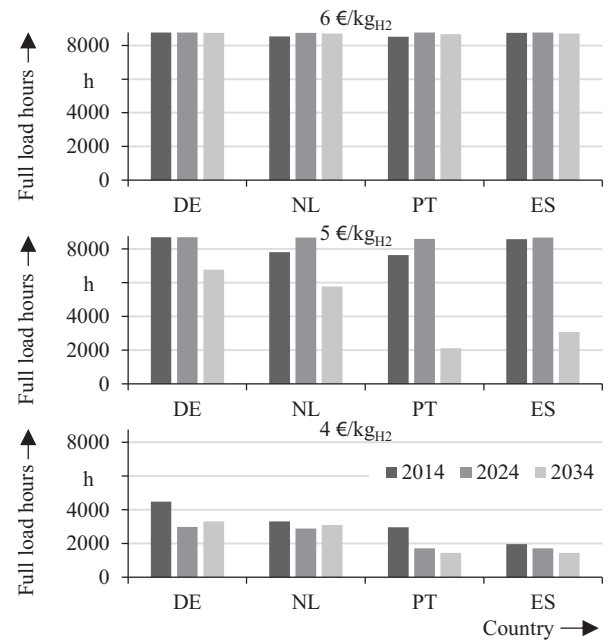 6 €/kgH2
Full load hours
8000
h
4000
2000
0
DE NL PT ES
5 €/kgH2
Full load hours
8000
h
4000
2000
0
DE NL PT ES
4 €/kgH2
Full load hours
8000
h
4000
2000
0
2014 2024 2034
DE NL PT ES
Country